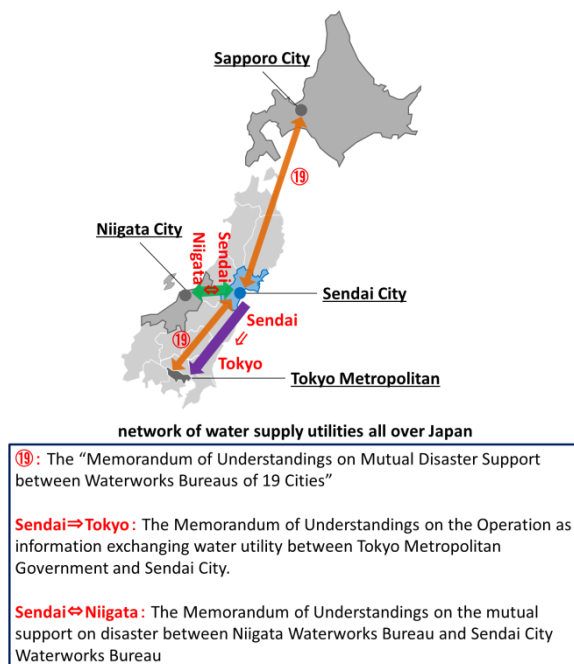 Sapporo City
⑲
Niigata City
Niigata
⇔
Sendai
Sendai City
Sendai
⇓
Tokyo
⑲
Tokyo Metropolitan
network of water supply utilities all over Japan
⑲: The “Memorandum of Understandings on Mutual Disaster Support
between Waterworks Bureaus of 19 Cities”
Sendai⇒Tokyo: The Memorandum of Understandings on the Operation as
information exchanging water utility between Tokyo Metropolitan
Government and Sendai City.
Sendai⇔Niigata: The Memorandum of Understandings on the mutual
support on disaster between Niigata Waterworks Bureau and Sendai City
Waterworks Bureau